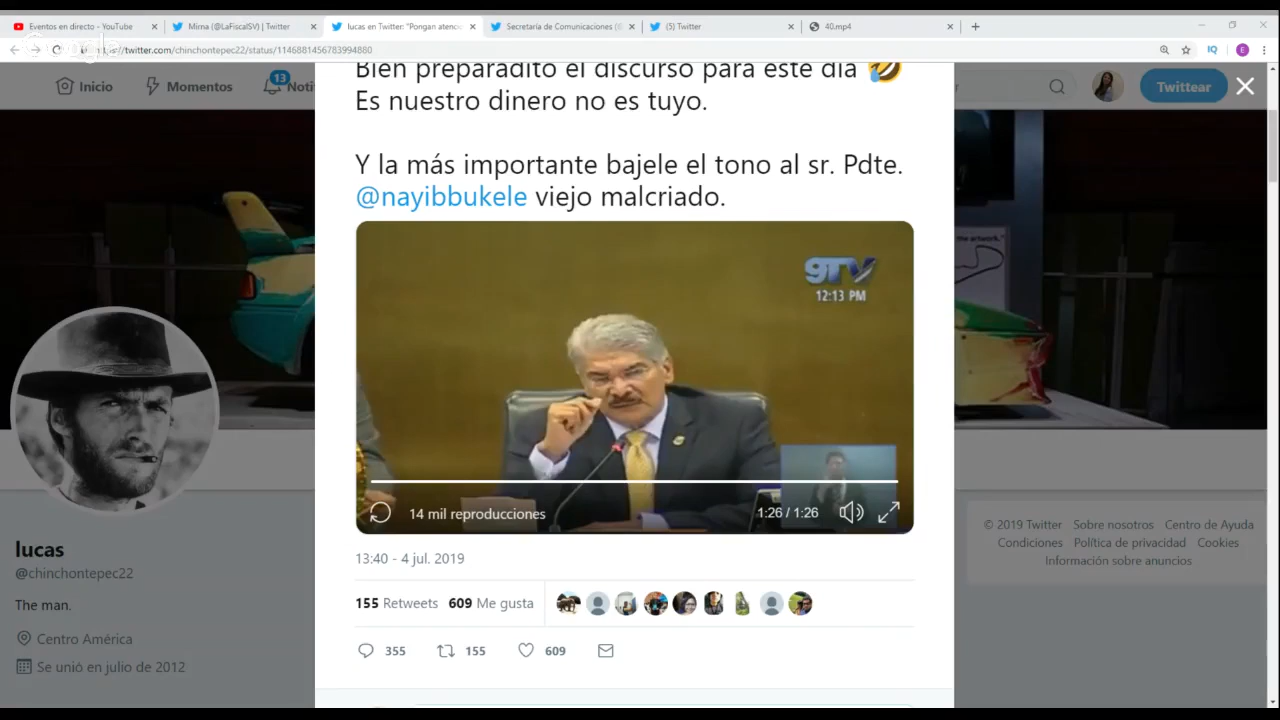 Eventos en directo - YouTube
Mima (@LaFiscalSV) | Twitter
lucas en Twitter: "Pongan atenc
Secretaría de Comunicaciones (
(5) Twitter
40.mp4
twitter.com/chinchontepec22/status/1146881456783994880
Inicio
Momentos
13
Noti
Twittear
Bien preparadito el discurso para este día
Es nuestro dinero no es tuyo.
Y la más importante bajele el tono al sr. Pdte.
@nayibbukele viejo malcriado.
the artwork."
9TV
12:13 PM
14 mil reproducciones
1:26 / 1:26
13:40 - 4 jul. 2019
155 Retweets 609 Me gusta
355 155 609
lucas
@chinchontepec22
The man.
Centro América
Se unió en julio de 2012
© 2019 Twitter Sobre nosotros Centro de Ayuda
Condiciones Política de privacidad Cookies
Información sobre anuncios